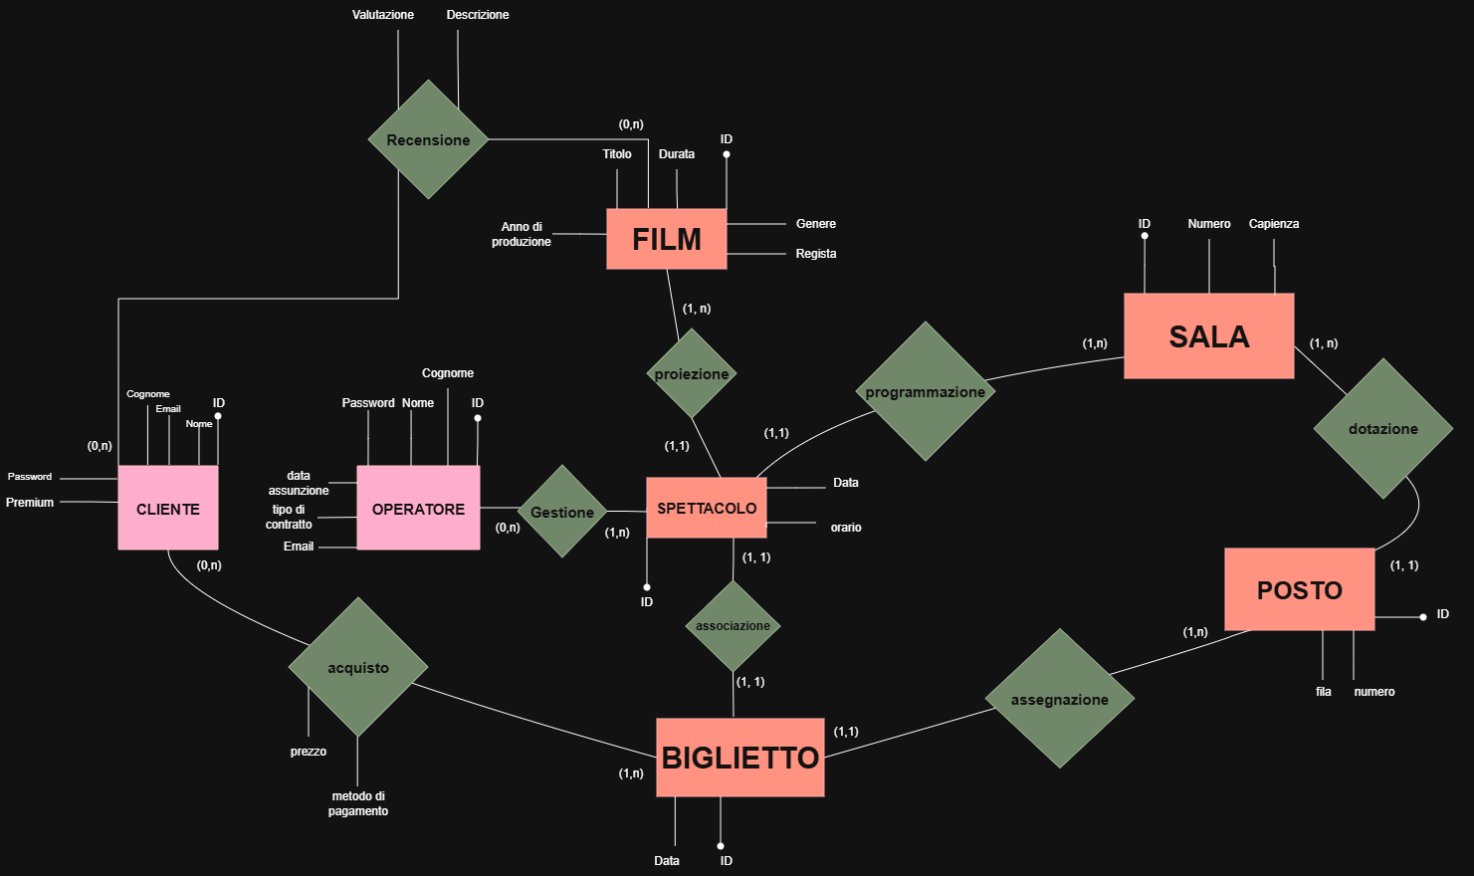 Valutazione
Descrizione
Recensione
(0,n)
ID
Titolo
Durata
Anno di
produzione
FILM
Genere
Regista
ID
Numero
Capienza
SALA
(1, n)
(1,n)
(1, n)
proiezione
programmazione
dotazione
(1,1)
(1,1)
Cognome
Email
Nome
ID
(0,n)
Password
Premium
CLIENTE
(0,n)
Cognome
Password
Nome
ID
data
assunzione
tipo di
contratto
Email
OPERATORE
(0,n)
Gestione
(1,n)
SPETTACOLO
Data
orario
ID
(1, 1)
associazione
(1, 1)
(1, 1)
POSTO
ID
fila
numero
(1,n)
assegnazione
(1,1)
acquisto
prezzo
metodo di
pagamento
(1,n)
BIGLIETTO
Data
ID